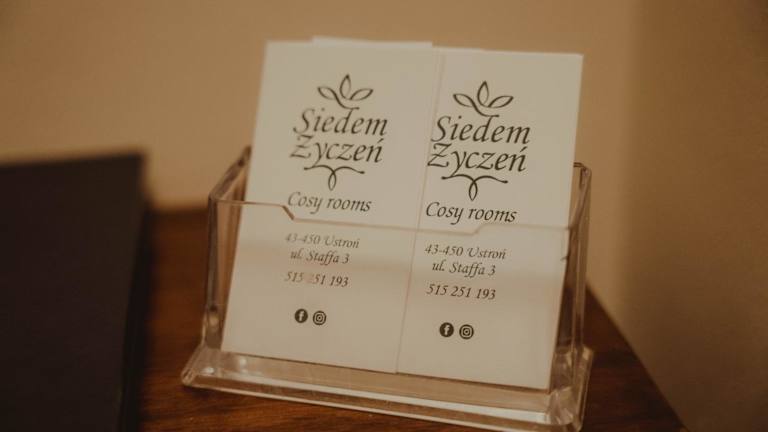 Siedem
Życzeń
Cosy rooms
43-450 Ustroń
ul. Staffa 3
515 251 193
Siedem
Życzeń
Cosy rooms
43-450 Ustroń
ul. Staffa 3
515 251 193